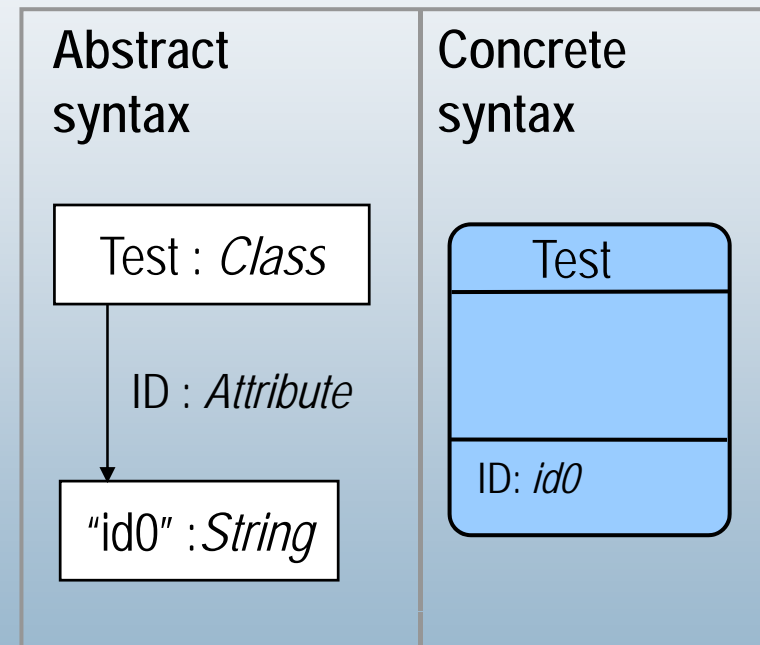 Abstract
syntax
Test : Class
ID : Attribute
“id0” : String
Concrete
syntax
Test
ID: id0